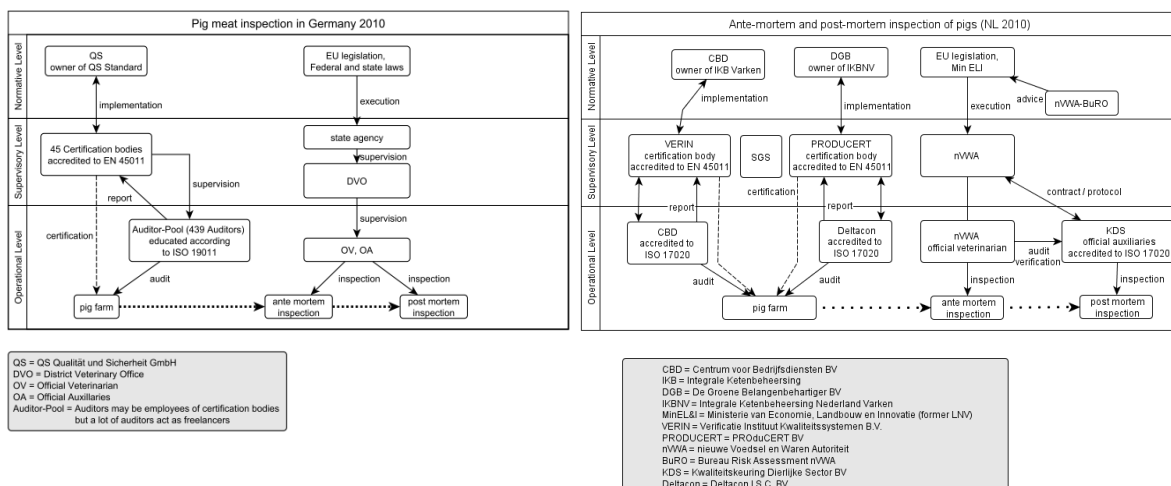 Pig meat inspection in Germany 2010
Normative Level
QS
owner of QS Standard
EU legislation,
Federal and state laws
implementation
execution
Supervisory Level
45 Certification bodies
accredited to EN 45011
state agency
supervision
DVO
supervision
report
supervision
certification
Operational Level
Auditor-Pool (439 Auditors)
educated according
to ISO 19011
OV, OA
audit
inspection
inspection
pig farm
ante mortem
inspection
post mortem
inspection
QS = QS Qualität und Sicherheit GmbH
DVO = District Veterinary Office
OV = Official Veterinarian
OA = Official Auxillaries
Auditor-Pool = Auditors may be employees of certification bodies
but a lot of auditors act as freelancers
Ante-mortem and post-mortem inspection of pigs (NL 2010)
Normative Level
CBD
owner of IKB Varken
DGB
owner of IKBNV
EU legislation,
Min ELI
nVWA-BuRO
advice
implementation
implementation
execution
Supervisory Level
VERIN
certification body
accredited to EN 45011
SGS
PRODUCERT
certification body
accredited to EN 45011
nVWA
certification
contract / protocol
report
report
Operational Level
CBD
accredited to
ISO 17020
Deltacon
accredited to
ISO 17020
nVWA
official veterinarian
audit
verification
KDS
official auxiliaries
accredited to ISO 17020
audit
audit
inspection
inspection
pig farm
ante mortem
inspection
post mortem
inspection
CBD = Centrum voor Bedrijfsdiensten BV
IKB = Integrale Ketenbeheersing
DGB = De Groene Belangenbehartiger BV
IKBNV = Integrale Ketenbeheersing Nederland Varken
MinEL&I = Ministerie van Economie, Landbouw en Innovatie (former LNV)
VERIN = Verificatie Instituut Kwaliteitssystemen B.V.
PRODUCERT = PROduCERT BV
nVWA = nieuwe Voedsel en Waren Autoriteit
BuRO = Bureau Risk Assessment nVWA
KDS = Kwaliteitskeuring Dierlijke Sector BV
Deltacon = Deltacon I.S.C. BV